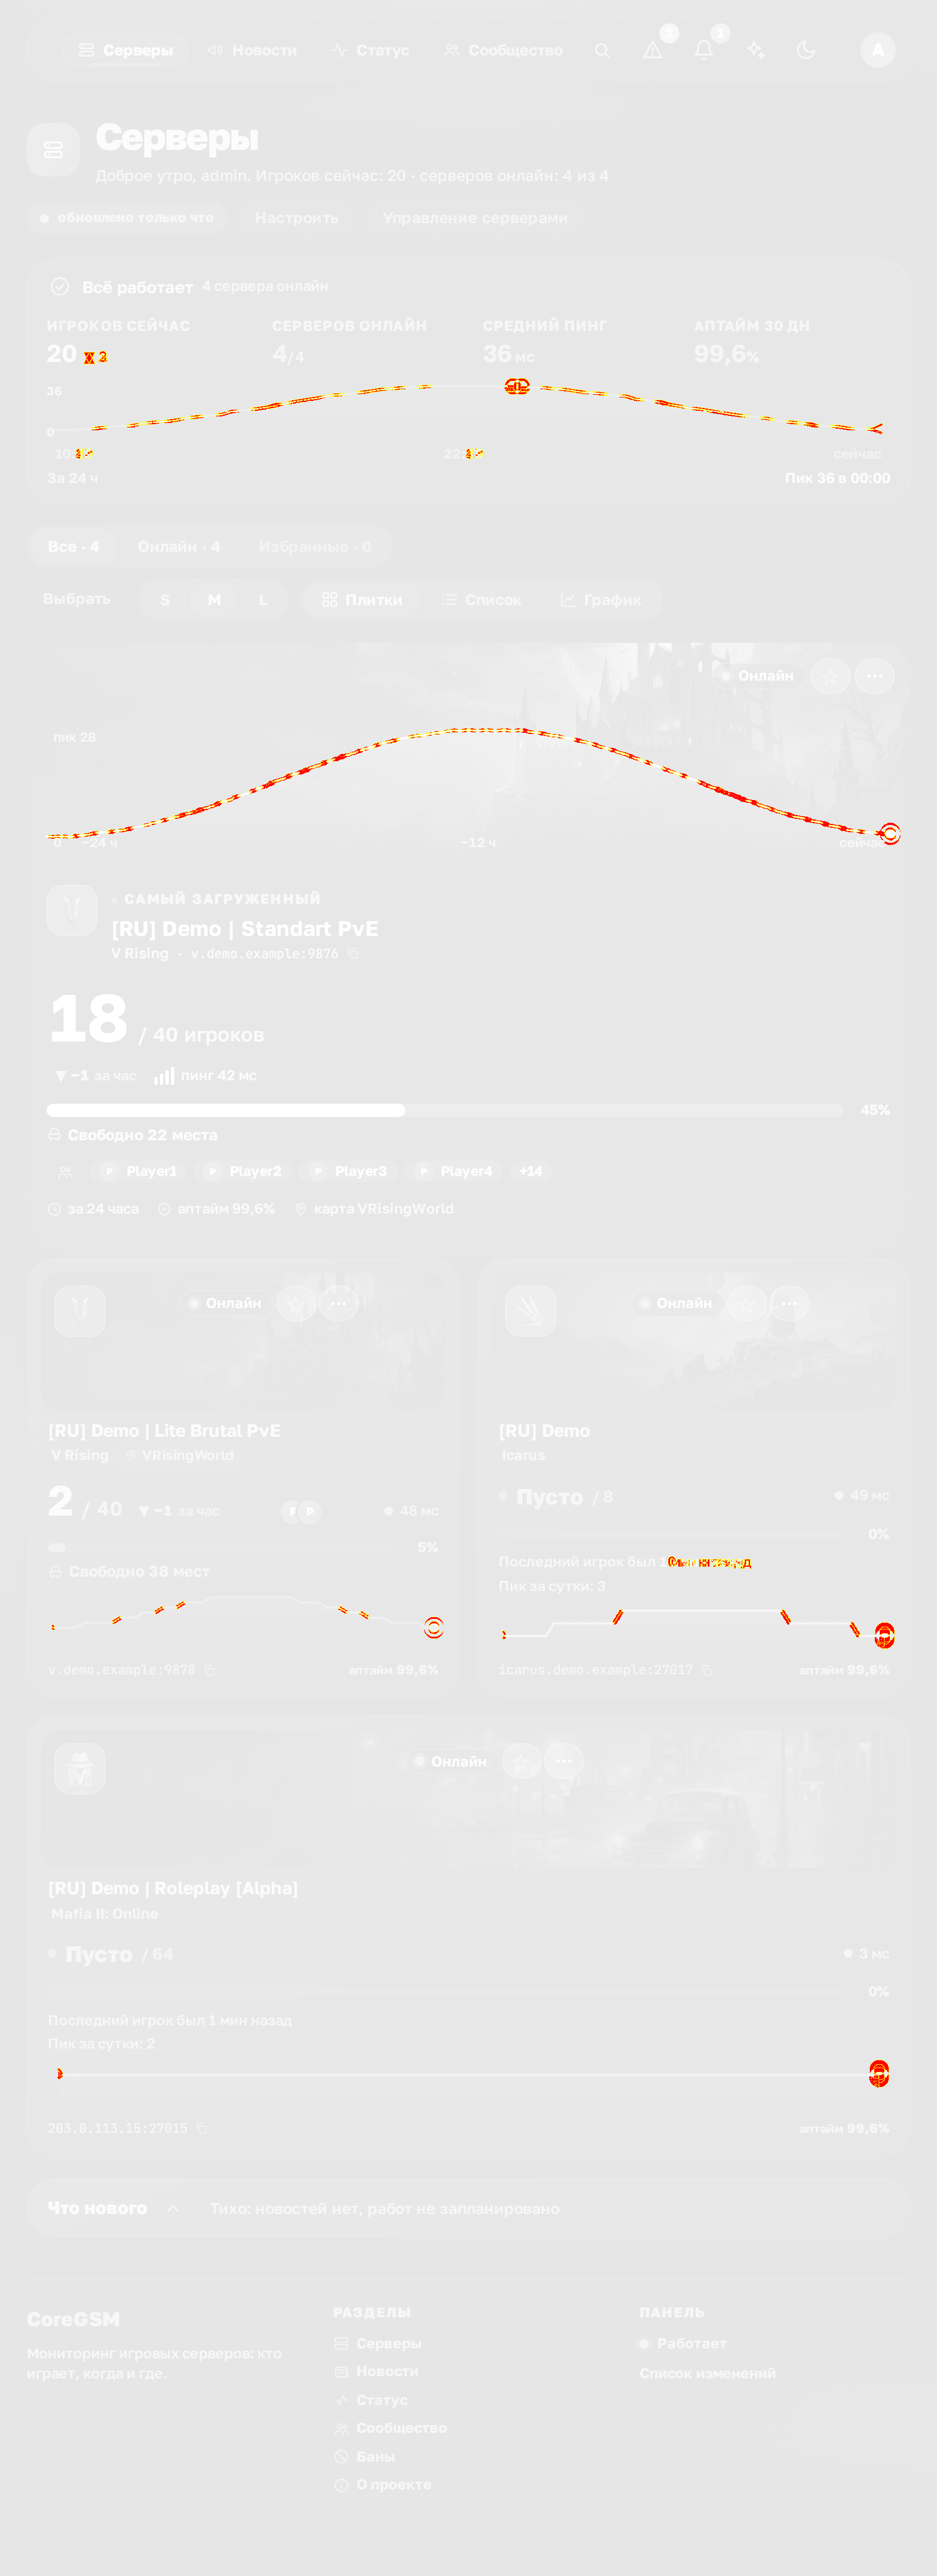 Серверы Новости Статус Сообщество 1 1 A
Серверы
Доброе утро, admin. Игроков сейчас: 20 · серверов онлайн: 4 из 4
обновлено только что Настроить Управление серверами
Всё работает 4 сервера онлайн
ИГРОКОВ СЕЙЧАС СЕРВЕРОВ ОНЛАЙН СРЕДНИЙ ПИНГ АПТАЙМ 30 ДН
20 4/4 36 мс 99,6%
36
0
сейчас
За 24 ч Пик 36 в 00:00
Все · 4 Онлайн · 4 Избранные · 0
Выбрать S M L Плитки Список График
Онлайн
пик 28
0 −24 ч −12 ч сейчас
САМЫЙ ЗАГРУЖЕННЫЙ
[RU] Demo | Standart PvE
V Rising · v.demo.example:9876
18 / 40 игроков
▼ −1 за час пинг 42 мс
45%
Свободно 22 места
P Player1 P Player2 P Player3 P Player4 +14
за 24 часа аптайм 99,6% карта VRisingWorld
Онлайн
[RU] Demo | Lite Brutal PvE
V Rising VRisingWorld
2 / 40 ▼ −1 за час P P 48 мс
5%
Свободно 38 мест
v.demo.example:9878 аптайм 99,6%
Онлайн
[RU] Demo
Icarus
Пусто / 8 49 мс
0%
Последний игрок был
Пик за сутки: 3
icarus.demo.example:27017 аптайм 99,6%
Онлайн
[RU] Demo | Roleplay [Alpha]
Mafia II: Online
Пусто / 64 3 мс
0%
Последний игрок был 1 мин назад
Пик за сутки: 2
203.0.113.15:27015 аптайм 99,6%
Что нового Тихо: новостей нет, работ не запланировано
CoreGSM
Мониторинг игровых серверов: кто
играет, когда и где.
РАЗДЕЛЫ
Серверы
Новости
Статус
Сообщество
Баны
О проекте
ПАНЕЛЬ
Работает
Список изменений